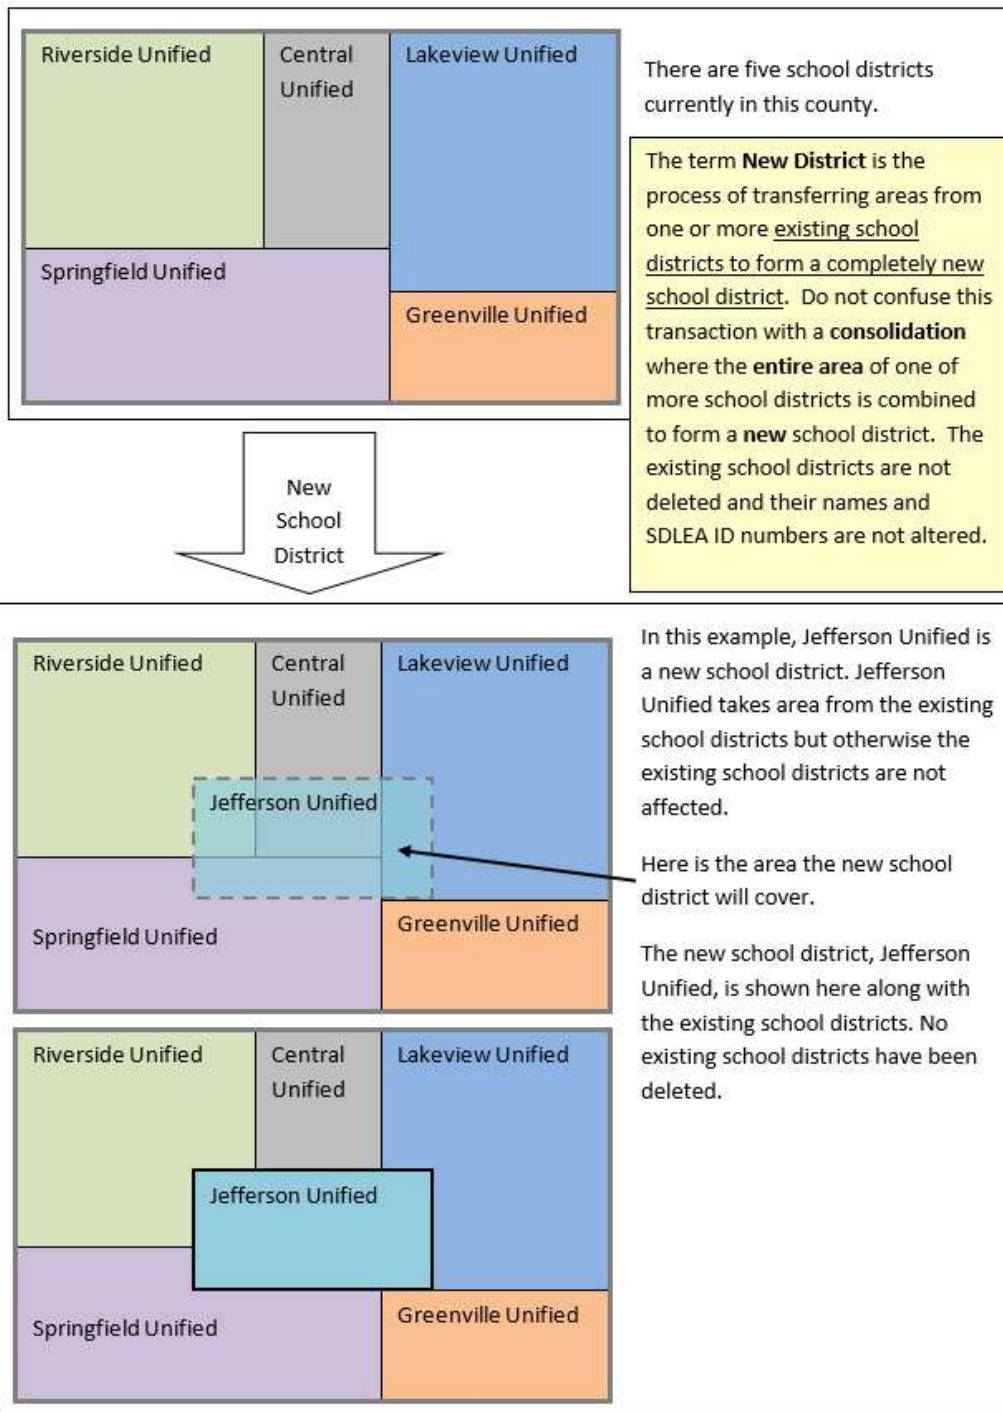 Riverside Unified
Central
Unified
Lakeview Unified
Springfield Unified
Greenville Unified
There are five school districts
currently in this county.
The term New District is the
process of transferring areas from
one or more existing school
districts to form a completely new
school district.  Do not confuse this
transaction with a consolidation
where the entire area of one of
more school districts is combined
to form a new school district.  The
existing school districts are not
deleted and their names and
SDLEA ID numbers are not altered.
New
School
District
Riverside Unified
Central
Unified
Lakeview Unified
Jefferson Unified
Springfield Unified
Greenville Unified
In this example, Jefferson Unified is
a new school district. Jefferson
Unified takes area from the existing
school districts but otherwise the
existing school districts are not
affected.
Here is the area the new school
district will cover.
The new school district, Jefferson
Unified, is shown here along with
the existing school districts. No
existing school districts have been
deleted.
Riverside Unified
Central
Unified
Lakeview Unified
Jefferson Unified
Springfield Unified
Greenville Unified